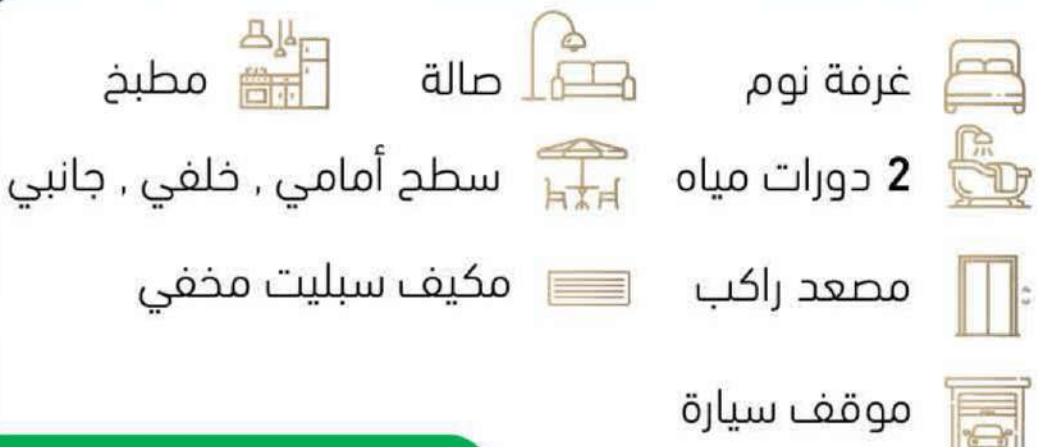 غرفة نوم صالة مطبخ
2 دورات مياه سطح أمامي , خلفي , جانبي
مصعد راكب مكيف سبليت مخفي
موقف سيارة